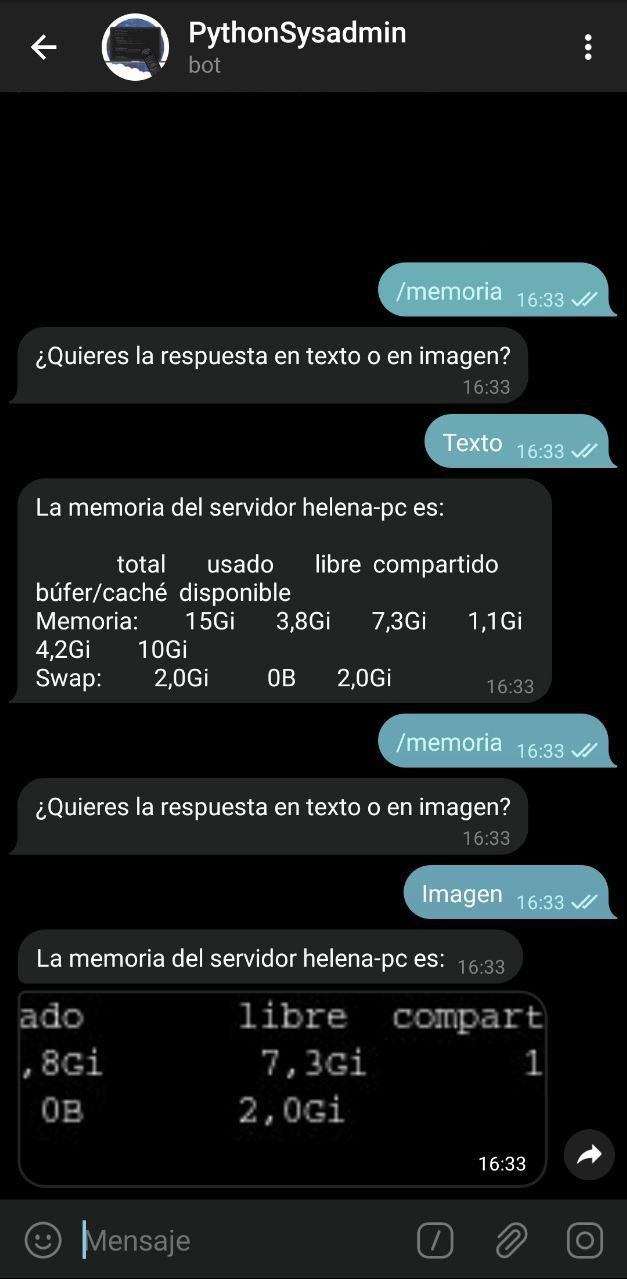 PythonSysadmin
bot
/memoria 16:33
¿Quieres la respuesta en texto o en imagen?
16:33
Texto 16:33
La memoria del servidor helena-pc es:
total usado libre compartido
búfer/caché disponible
Memoria: 15Gi 3,8Gi 7,3Gi 1,1Gi
4,2Gi 10Gi
Swap: 2,0Gi 0B 2,0Gi
16:33
/memoria 16:33
¿Quieres la respuesta en texto o en imagen?
16:33
Imagen 16:33
La memoria del servidor helena-pc es: 16:33
ado libre compart
,8Gi 7,3Gi 1
0B 2,0Gi
16:33
Mensaje